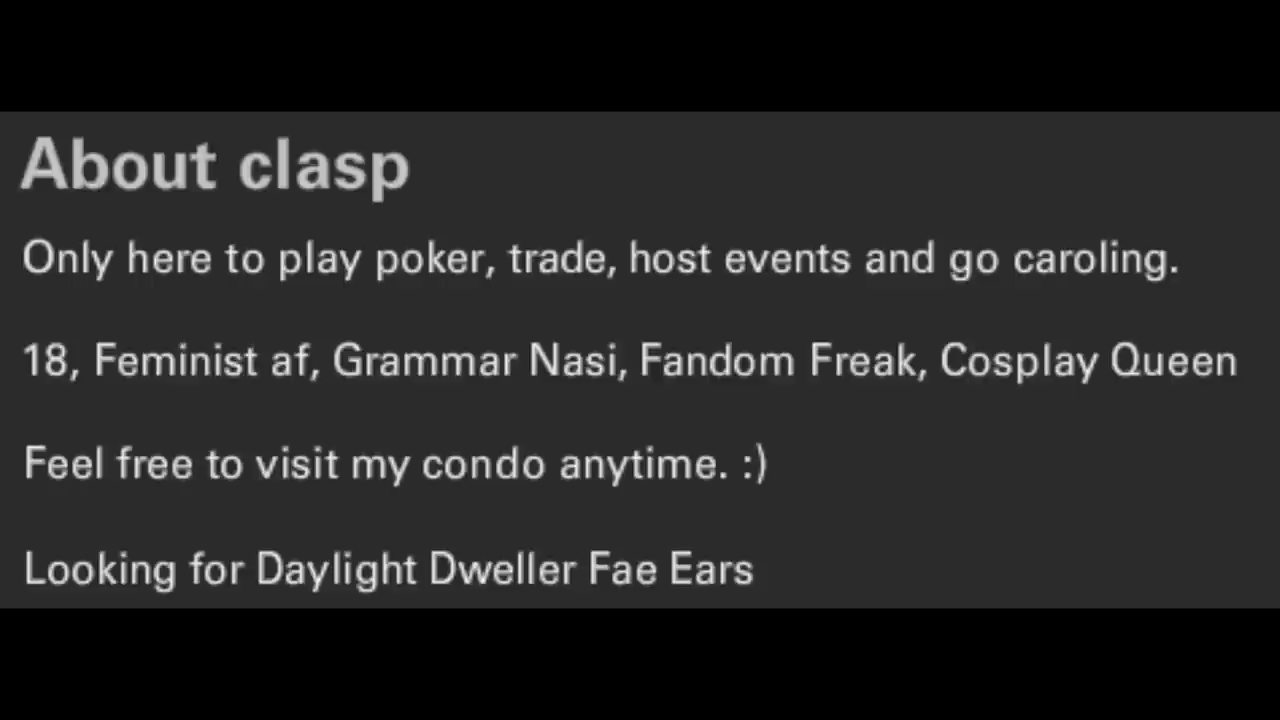 About clasp
Only here to play poker, trade, host events and go caroling.
18, Feminist af, Grammar Nasi, Fandom Freak, Cosplay Queen
Feel free to visit my condo anytime. :)
Looking for Daylight Dweller Fae Ears